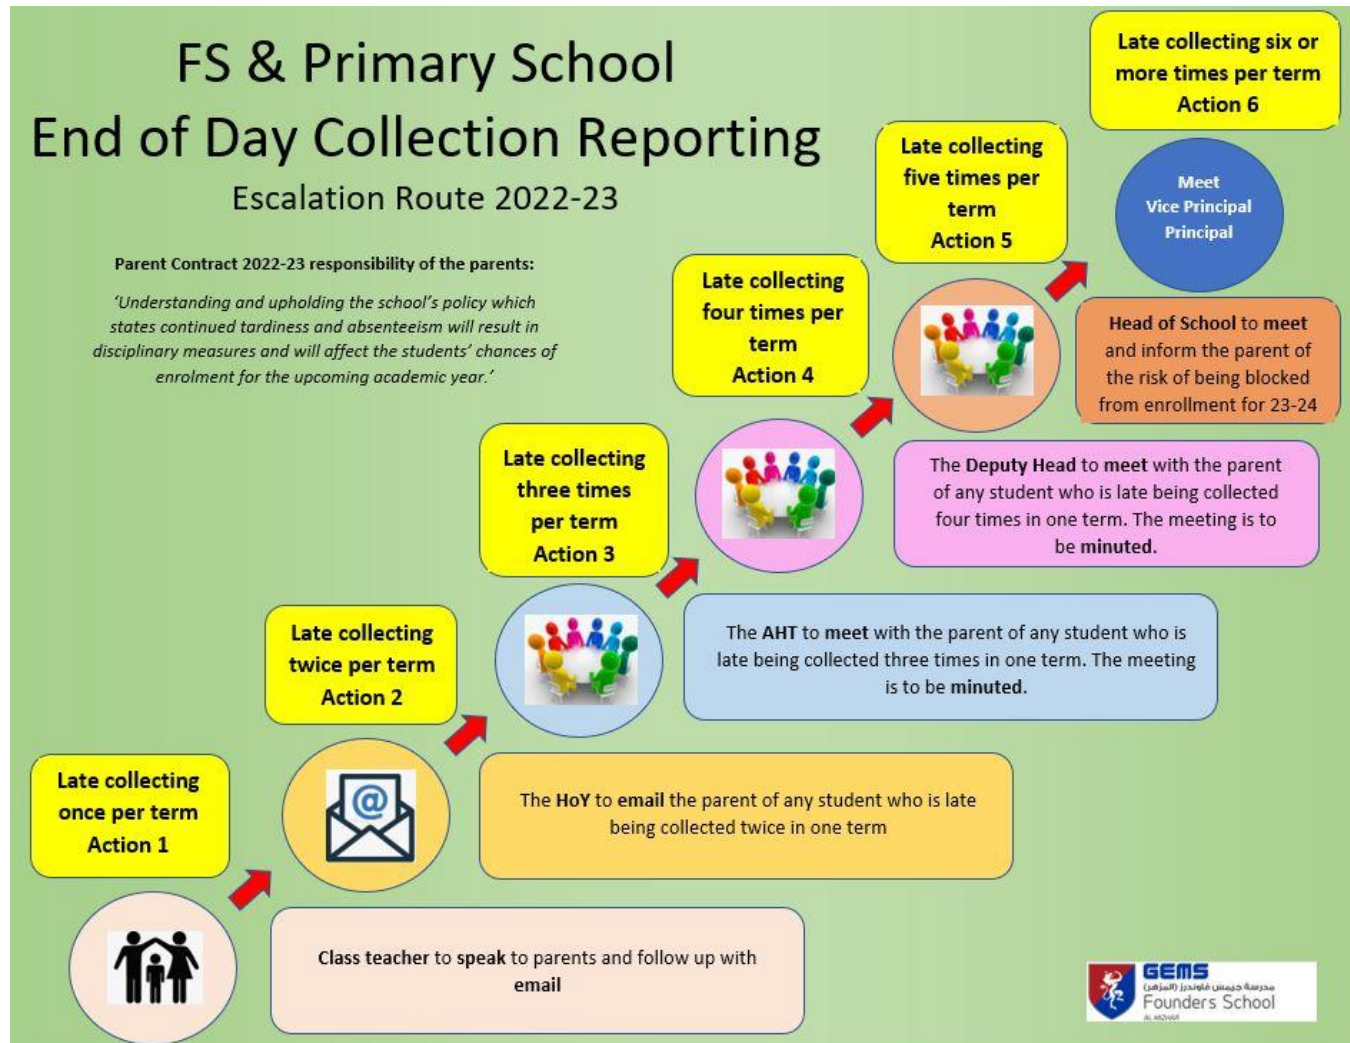 FS & Primary School
End of Day Collection Reporting
Escalation Route 2022-23
Parent Contract 2022-23 responsibility of the parents:
‘Understanding and upholding the school’s policy which
states continued tardiness and absenteeism will result in
disciplinary measures and will affect the students’ chances of
enrolment for the upcoming academic year.’
Late collecting six or
more times per term
Action 6
Meet
Vice Principal
Principal
Late collecting
five times per
term
Action 5
Head of School to meet
and inform the parent of
the risk of being blocked
from enrollment for 23-24
Late collecting
four times per
term
Action 4
The Deputy Head to meet with the parent
of any student who is late being collected
four times in one term. The meeting is to
be minuted.
Late collecting
three times
per term
Action 3
The AHT to meet with the parent of any student who is
late being collected three times in one term. The meeting
is to be minuted.
Late collecting
twice per term
Action 2
@
The HoY to email the parent of any student who is late
being collected twice in one term
Late collecting
once per term
Action 1
Class teacher to speak to parents and follow up with
email
GEMS
مدرسة جيمس فاوندرز (المزهر)
Founders School
AL MIZHAR